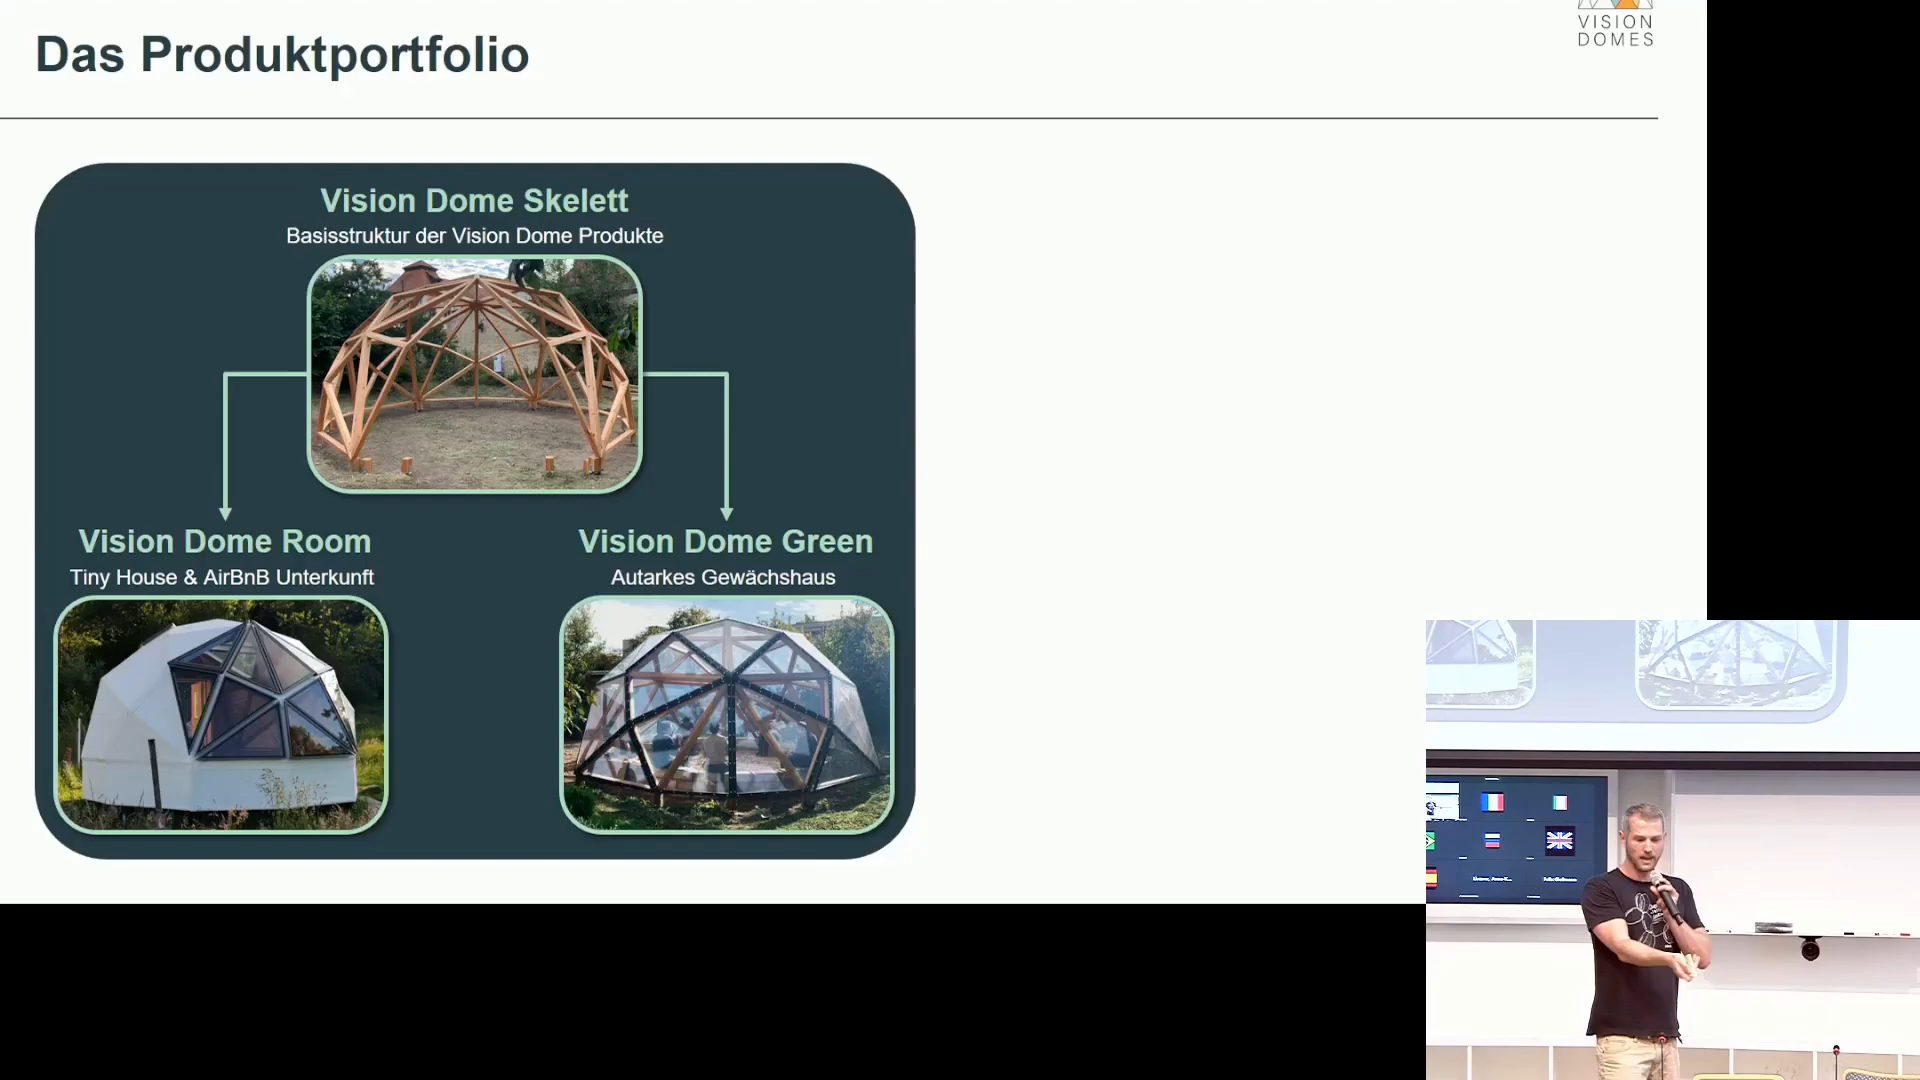 Das Produktportfolio
VISION
DOMES
Vision Dome Skelett
Basisstruktur der Vision Dome Produkte
Vision Dome Room
Tiny House & AirBnB Unterkunft
Vision Dome Green
Autarkes Gewächshaus